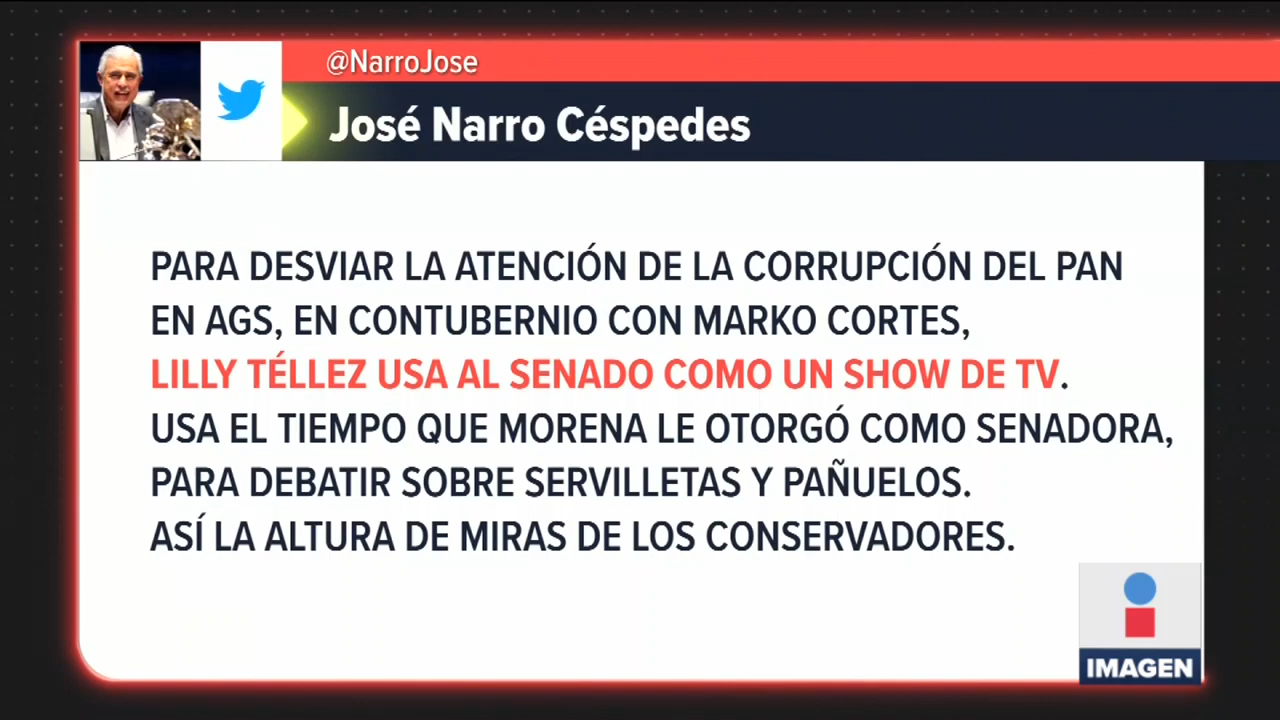 @NarroJose
José Narro Céspedes
PARA DESVIAR LA ATENCIÓN DE LA CORRUPCIÓN DEL PAN
EN AGS, EN CONTUBERNIO CON MARKO CORTES,
LILLY TÉLLEZ USA AL SENADO COMO UN SHOW DE TV.
USA EL TIEMPO QUE MORENA LE OTORGÓ COMO SENADORA,
PARA DEBATIR SOBRE SERVILLETAS Y PAÑUELOS.
ASÍ LA ALTURA DE MIRAS DE LOS CONSERVADORES.
IMAGEN